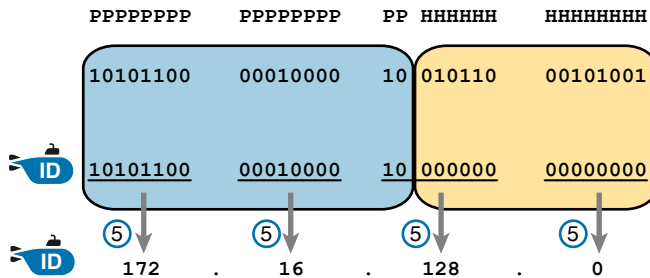 PPPPPPPP PPPPPPPP PP HHHHHH HHHHHHHH
10101100 00010000 10 010110 00101001
ID 10101100 00010000 10 000000 00000000
5 5 5 5
ID 172 . 16 . 128 . 0